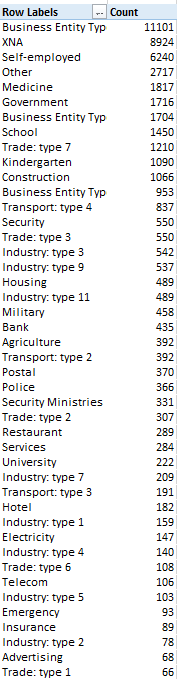 Row Labels ... Count
Business Entity Typ 11101
XNA 8924
Self-employed 6240
Other 2717
Medicine 1817
Government 1716
Business Entity Typ 1704
School 1450
Trade: type 7 1210
Kindergarten 1090
Construction 1066
Business Entity Typ 953
Transport: type 4 837
Security 550
Trade: type 3 550
Industry: type 3 542
Industry: type 9 537
Housing 489
Industry: type 11 489
Military 458
Bank 435
Agriculture 392
Transport: type 2 392
Postal 370
Police 366
Security Ministries 331
Trade: type 2 307
Restaurant 289
Services 284
University 222
Industry: type 7 209
Transport: type 3 191
Hotel 182
Industry: type 1 159
Electricity 147
Industry: type 4 140
Trade: type 6 108
Telecom 106
Industry: type 5 103
Emergency 93
Insurance 89
Industry: type 2 78
Advertising 68
Trade: type 1 66